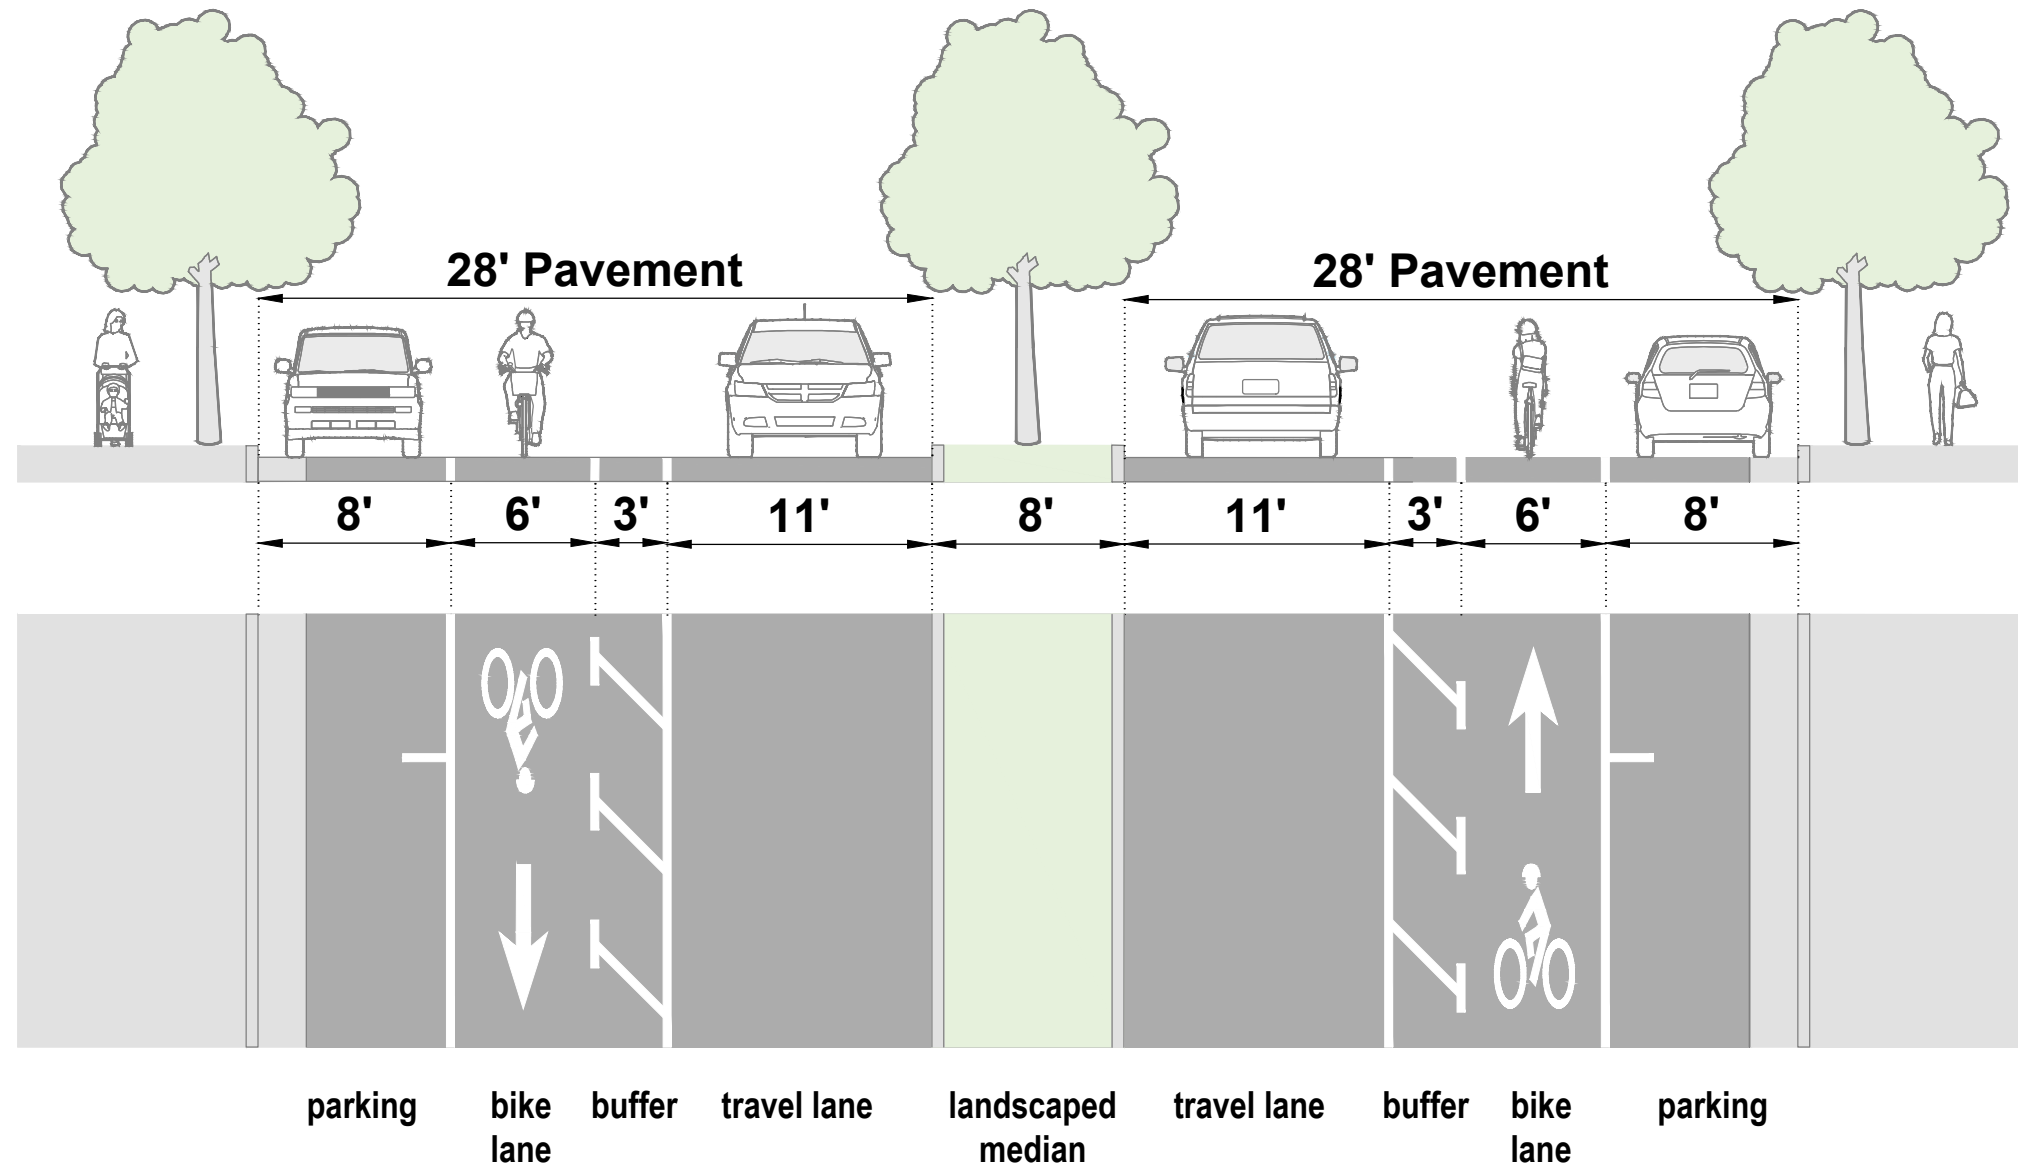 28' Pavement
28' Pavement
8' 6' 3' 11' 8' 11' 3' 6' 8'
parking bike buffer travel lane landscaped travel lane buffer bike parking
lane median lane